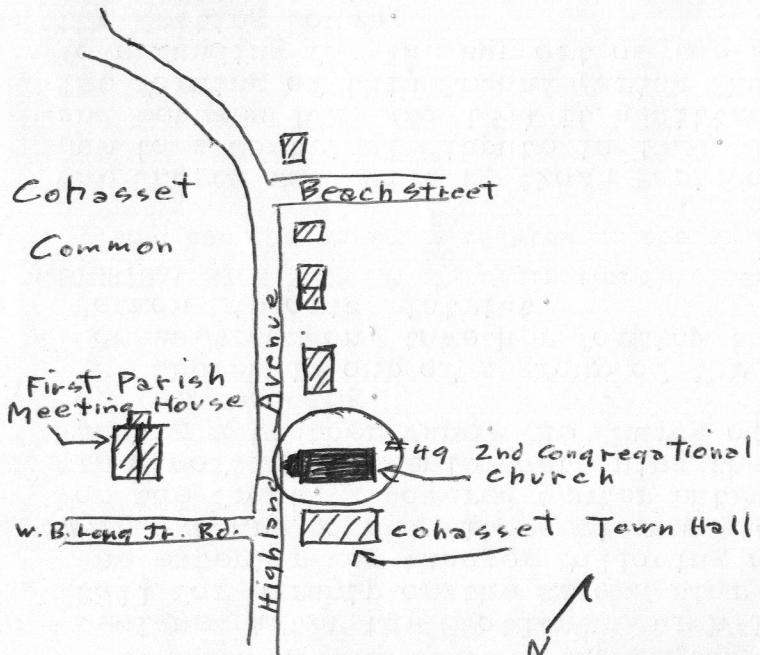 Cohasset
Common
Beach Street
Highland Avenue
First Parish
Meeting House
#49 2nd Congregational
Church
W. B. Long Jr. Rd.
Cohasset Town Hall
N